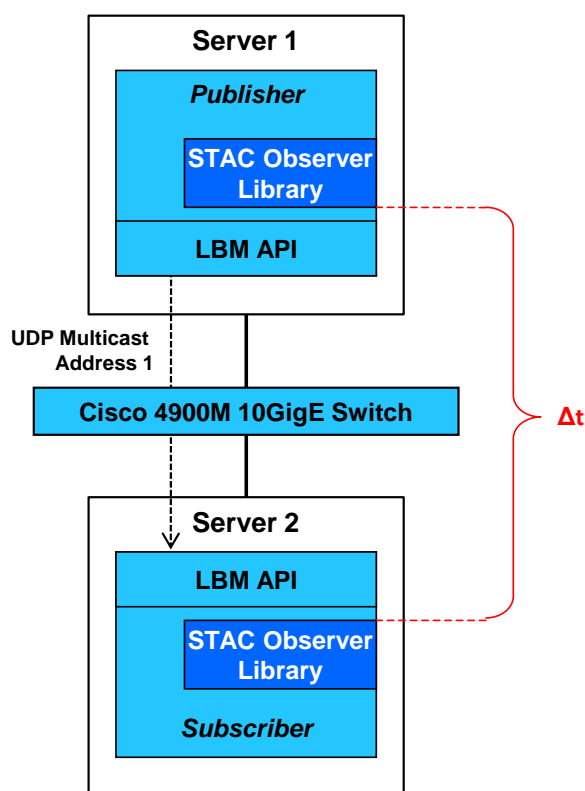 Server 1
Publisher
STAC Observer
Library
LBM API
UDP Multicast
Address 1
Cisco 4900M 10GigE Switch
Δt
Server 2
LBM API
STAC Observer
Library
Subscriber